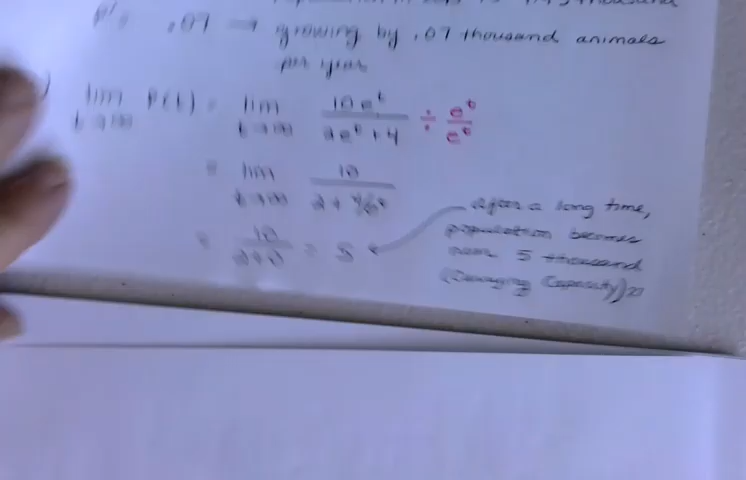 thousand
P' = .07 → growing by .07 thousand animals
per year
) lim t→∞ P(t) = lim t→∞ 10e^t / 2e^t + 4 ÷ e^t / e^t
= lim t→∞ 10 / 2 + 4/e^t
= 10 / 2+0 = 5
After a long time,
population becomes
near 5 thousand
(Carrying Capacity)